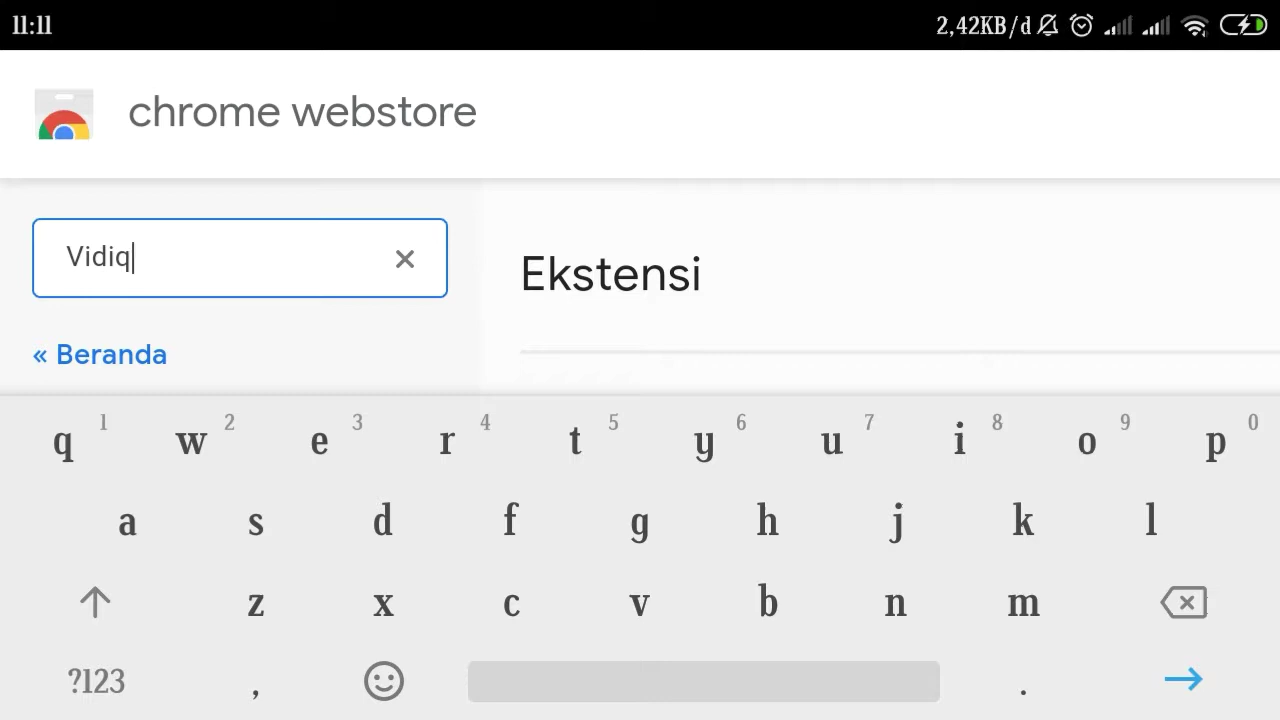 11:11
2,42KB/d
chrome webstore
Vidiq
Ekstensi
« Beranda
q 1 w 2 e 3 r 4 t 5 y 6 u 7 i 8 o 9 p 0
a s d f g h j k l
z x c v b n m
?123 , .